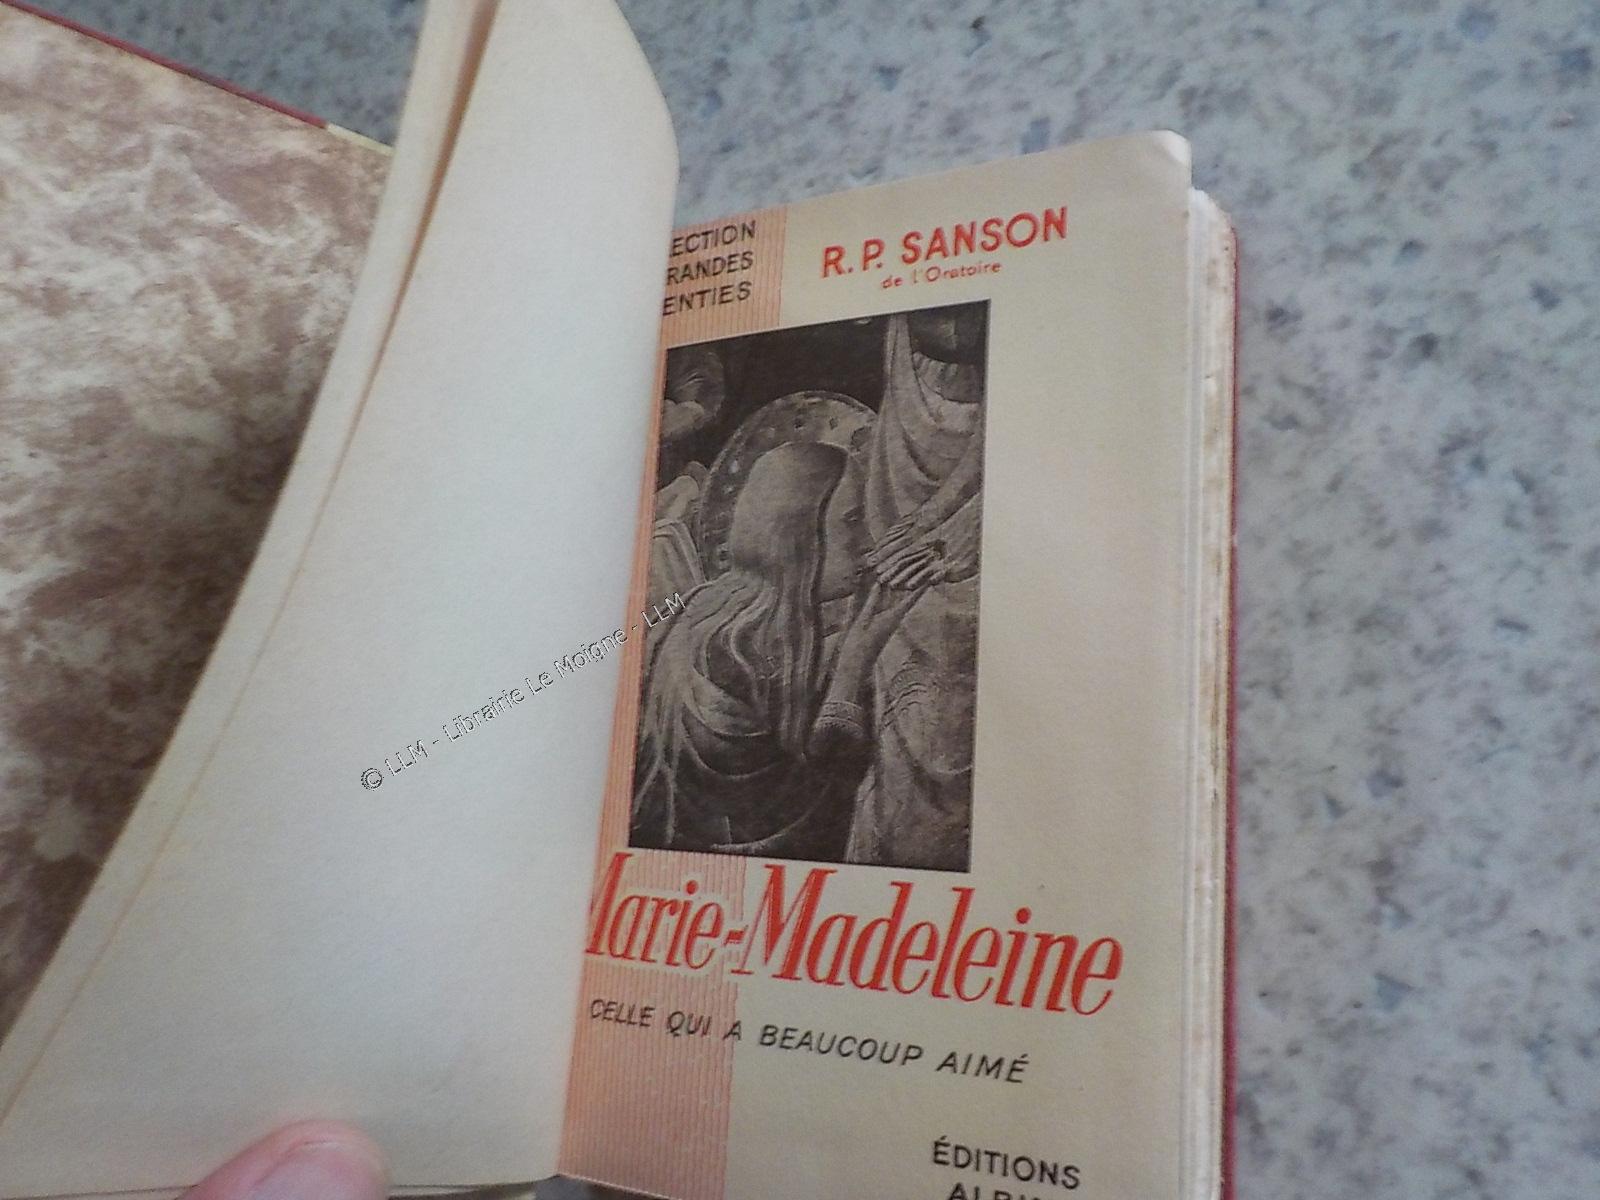 ECTION
RANDES
ENTIES
R. P. SANSON
de l'Oratoire
Marie-Madeleine
CELLE QUI A BEAUCOUP AIMÉ
ÉDITIONS
© LLM - Librairie Le Moigne - LLM